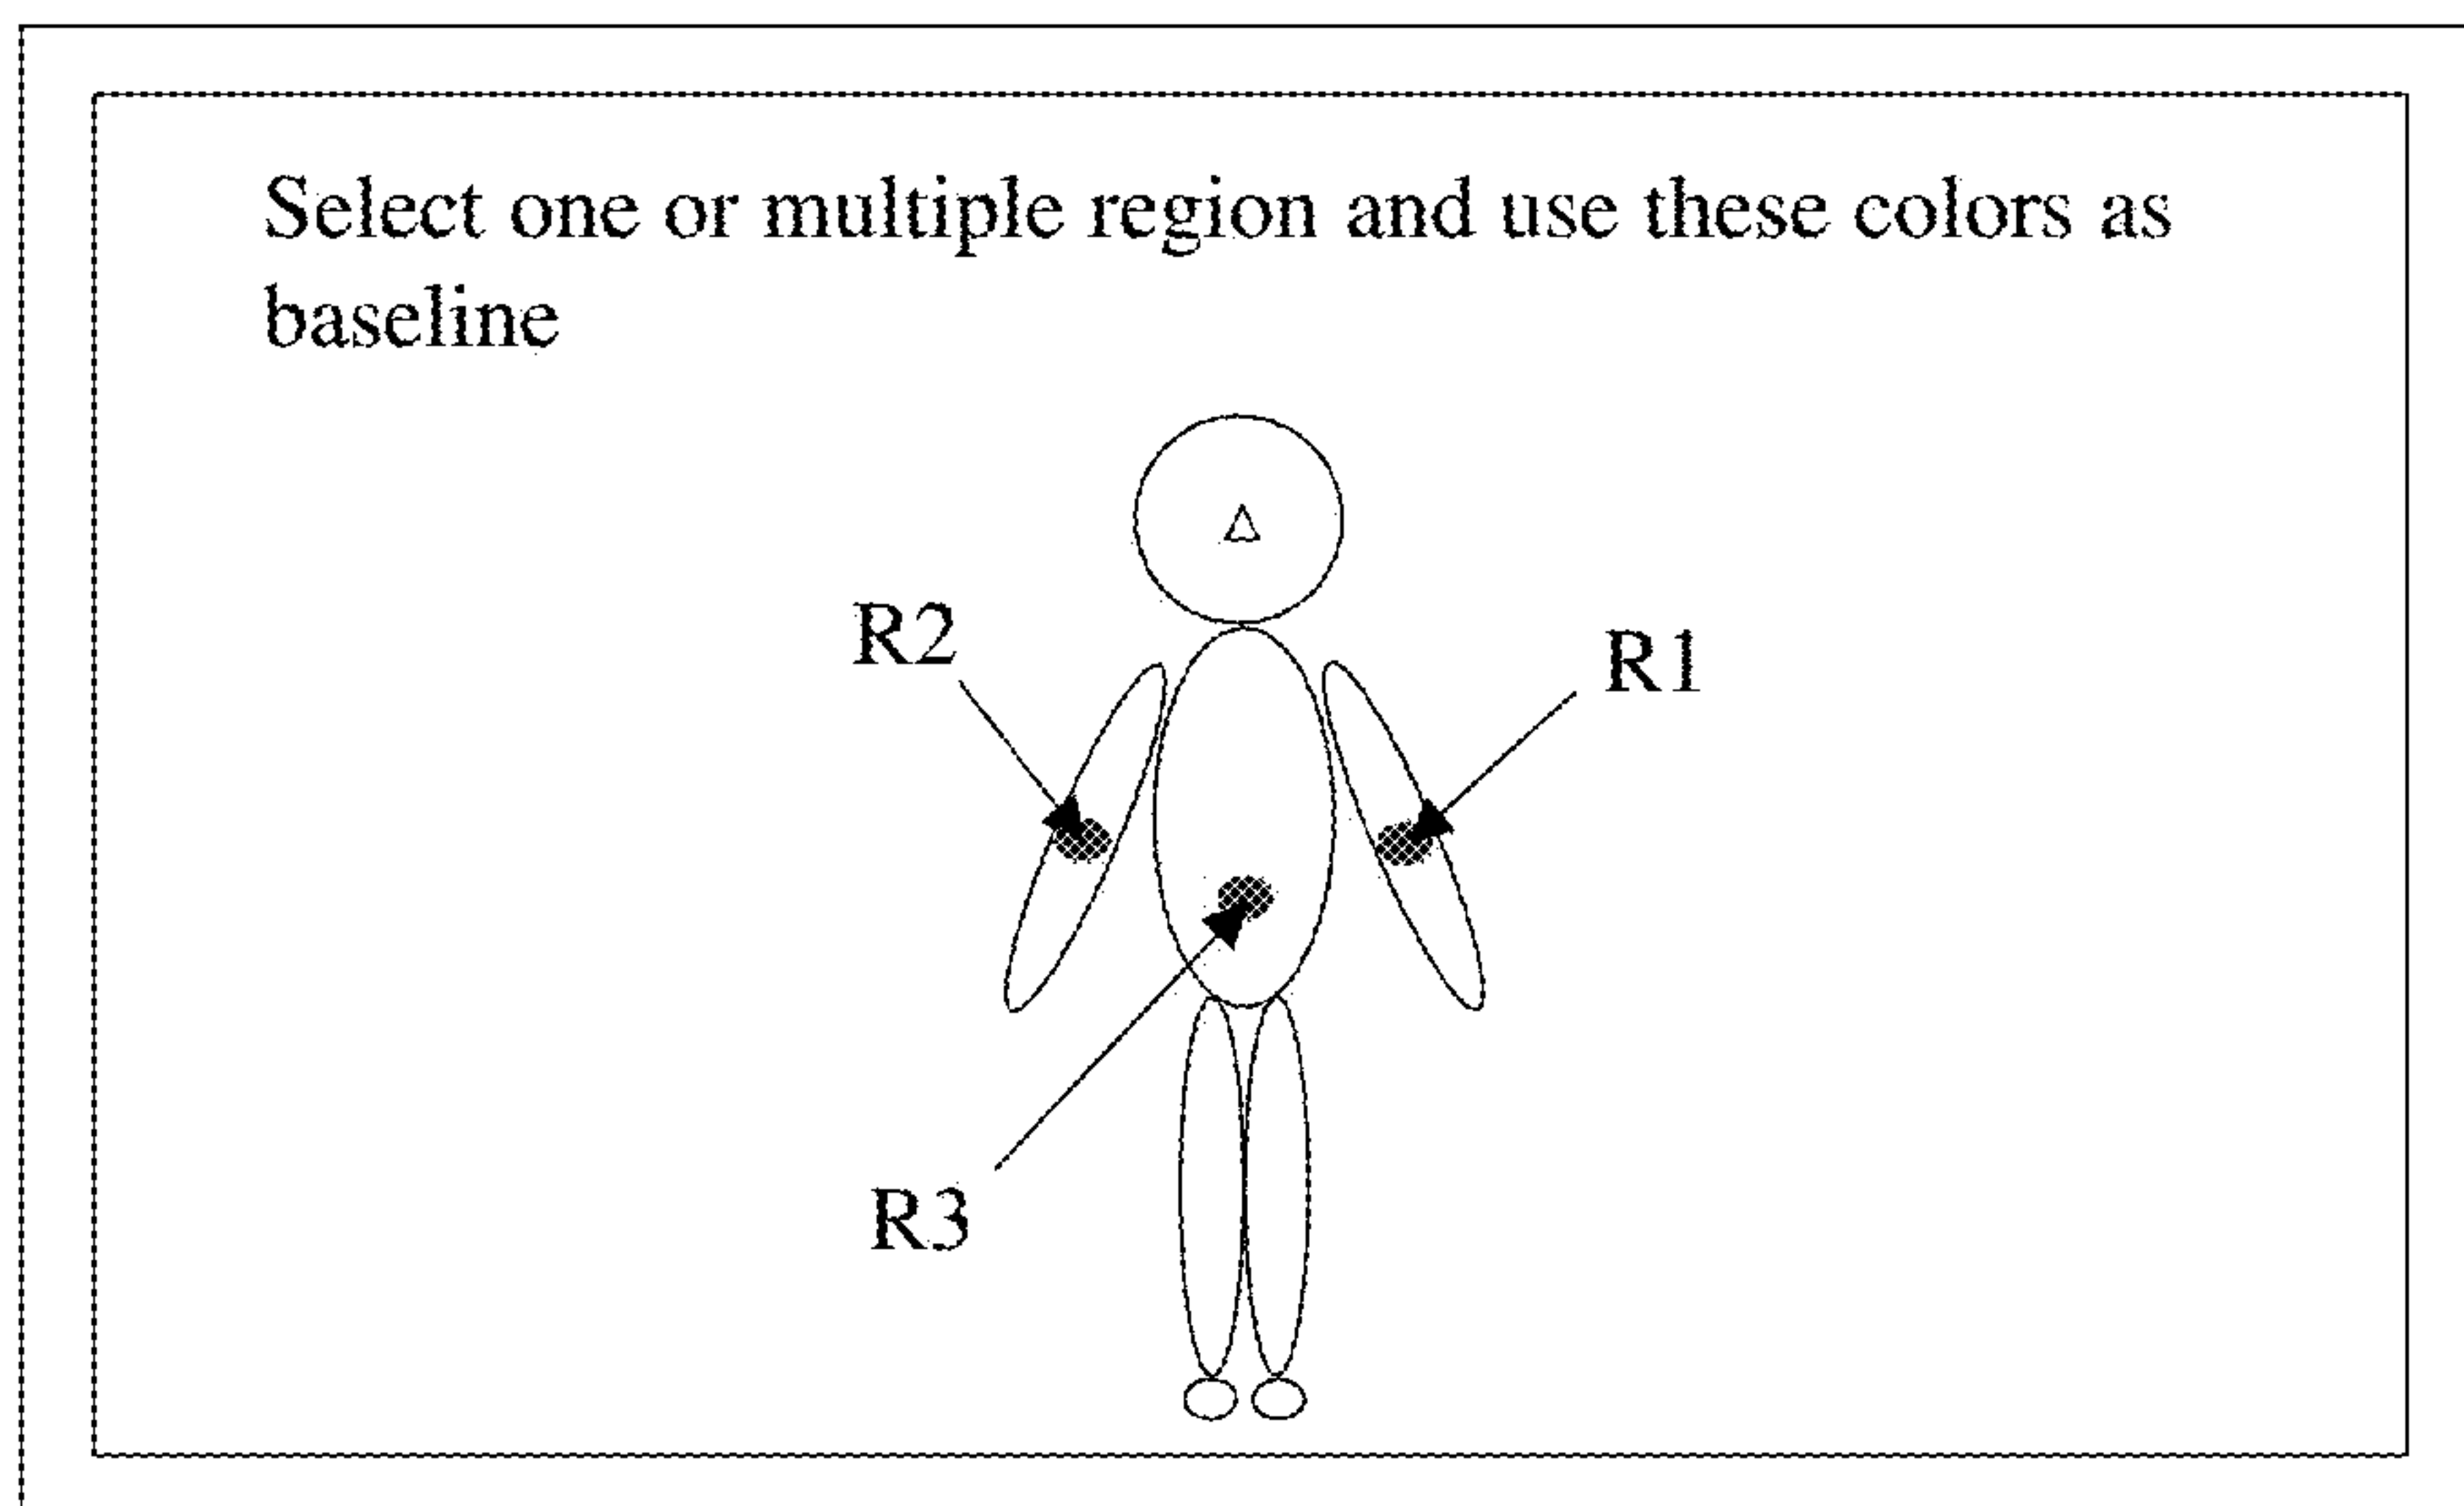 Select one or multiple region and use these colors as
baseline
R2
R1
R3